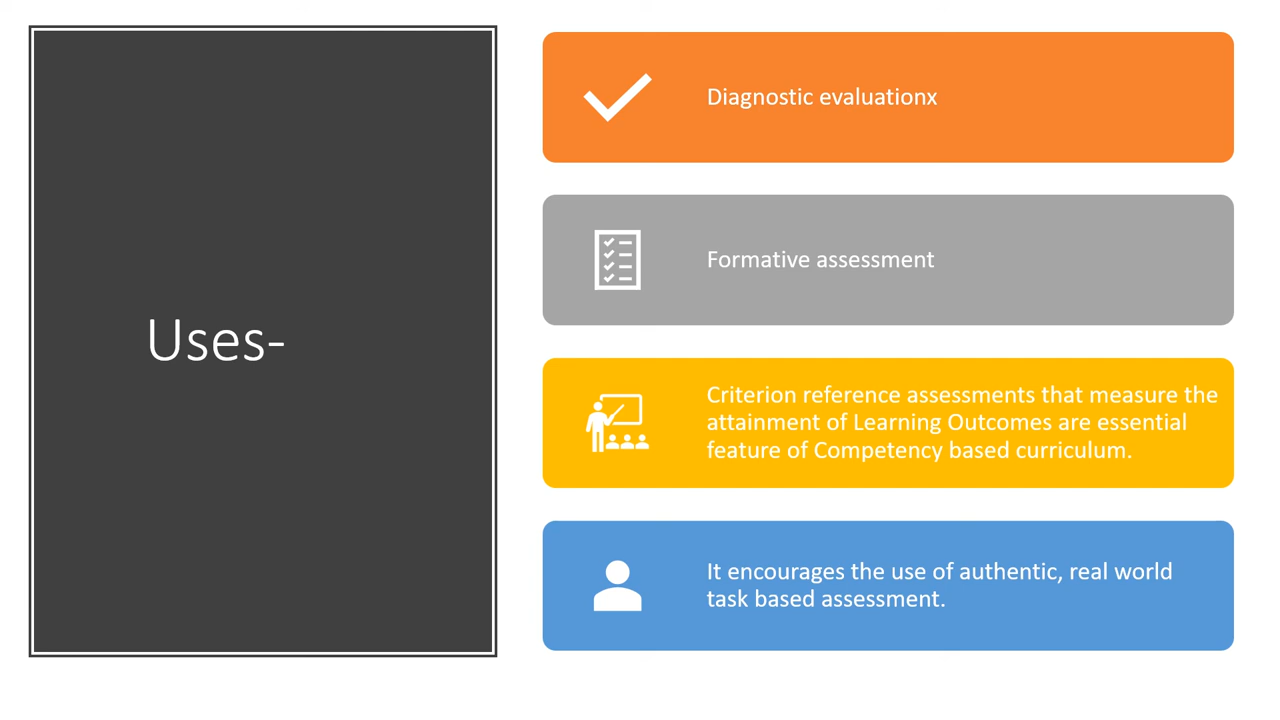 Uses-
Diagnostic evaluationx
Formative assessment
Criterion reference assessments that measure the
attainment of Learning Outcomes are essential
feature of Competency based curriculum.
It encourages the use of authentic, real world
task based assessment.